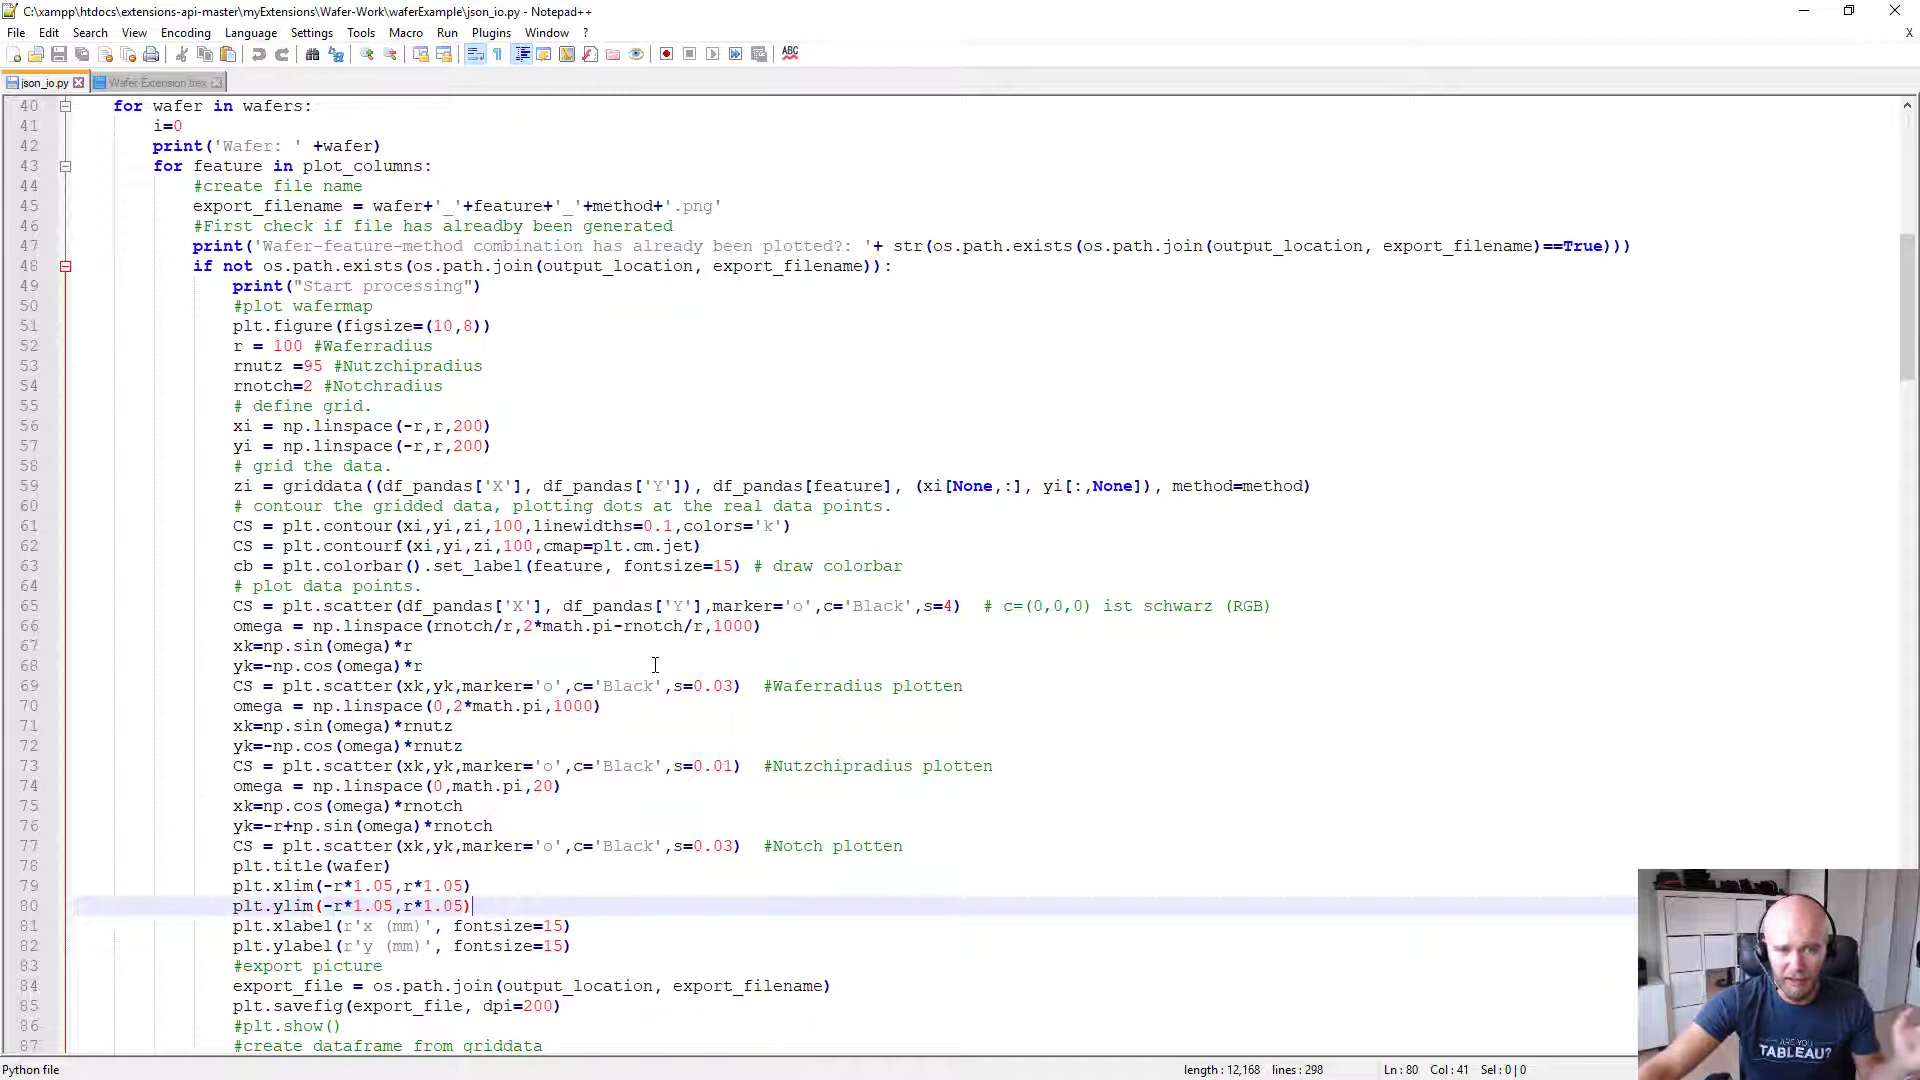 C:\xampp\htdocs\extensions-api-master\myExtensions\Wafer-Work\waferExample\json_io.py - Notepad++
File Edit Search View Encoding Language Settings Tools Macro Run Plugins Window ? X
ABC
json_io.py Wafer-Extension.trex
40 for wafer in wafers:
41 i=0
42 print('Wafer: ' +wafer)
43 for feature in plot_columns:
44 #create file name
45 export_filename = wafer+'_'+feature+'_'+method+'.png'
46 #First check if file has alreadby been generated
47 print('Wafer-feature-method combination has already been plotted?: '+ str(os.path.exists(os.path.join(output_location, export_filename)==True)))
48 if not os.path.exists(os.path.join(output_location, export_filename)):
49 print("Start processing")
50 #plot wafermap
51 plt.figure(figsize=(10,8))
52 r = 100 #Waferradius
53 rnutz =95 #Nutzchipradius
54 rnotch=2 #Notchradius
55 # define grid.
56 xi = np.linspace(-r,r,200)
57 yi = np.linspace(-r,r,200)
58 # grid the data.
59 zi = griddata((df_pandas['X'], df_pandas['Y']), df_pandas[feature], (xi[None,:], yi[:,None]), method=method)
60 # contour the gridded data, plotting dots at the real data points.
61 CS = plt.contour(xi,yi,zi,100,linewidths=0.1,colors='k')
62 CS = plt.contourf(xi,yi,zi,100,cmap=plt.cm.jet)
63 cb = plt.colorbar().set_label(feature, fontsize=15) # draw colorbar
64 # plot data points.
65 CS = plt.scatter(df_pandas['X'], df_pandas['Y'],marker='o',c='Black',s=4) # c=(0,0,0) ist schwarz (RGB)
66 omega = np.linspace(rnotch/r,2*math.pi-rnotch/r,1000)
67 xk=np.sin(omega)*r
68 yk=-np.cos(omega)*r
69 CS = plt.scatter(xk,yk,marker='o',c='Black',s=0.03) #Waferradius plotten
70 omega = np.linspace(0,2*math.pi,1000)
71 xk=np.sin(omega)*rnutz
72 yk=-np.cos(omega)*rnutz
73 CS = plt.scatter(xk,yk,marker='o',c='Black',s=0.01) #Nutzchipradius plotten
74 omega = np.linspace(0,math.pi,20)
75 xk=np.cos(omega)*rnotch
76 yk=-r+np.sin(omega)*rnotch
77 CS = plt.scatter(xk,yk,marker='o',c='Black',s=0.03) #Notch plotten
78 plt.title(wafer)
79 plt.xlim(-r*1.05,r*1.05)
80 plt.ylim(-r*1.05,r*1.05)
81 plt.xlabel(r'x (mm)', fontsize=15)
82 plt.ylabel(r'y (mm)', fontsize=15)
83 #export picture
84 export_file = os.path.join(output_location, export_filename)
85 plt.savefig(export_file, dpi=200)
86 #plt.show()
87 #create dataframe from griddata
ARE YOU
TABLEAU?
Python file length : 12,168 lines : 298 Ln : 80 Col : 41 Sel : 0 | 0